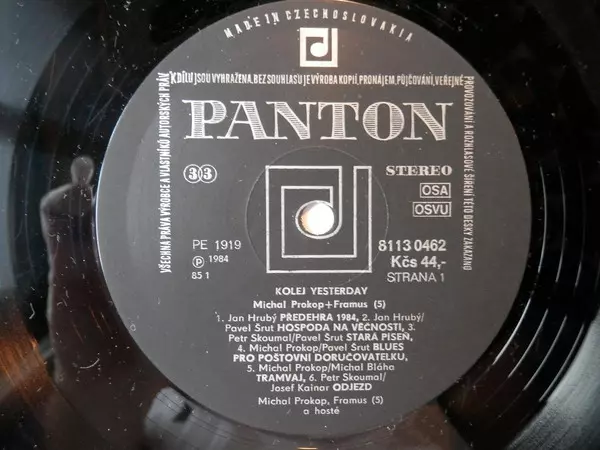 MADE IN CZECHOSLOVAKIA
VŠECHNA PRÁVA VÝROBCE A VLASTNÍKŮ AUTORSKÝCH PRÁV K DÍLU JSOU VYHRAŽENA. BEZ SOUHLASU JE VÝROBA KOPIÍ, PRONÁJEM, PŮJČOVÁNÍ, VEŘEJNÉ PROVOZOVÁNÍ A ROZHLASOVÉ ŠÍŘENÍ TÉTO DESKY ZAKÁZÁNO
PANTON
33 STEREO
OSA
OSVU
PE 1919 8113 0462
Ⓟ 1984 Kčs 44,-
85 1 STRANA 1
KOLEJ YESTERDAY
Michal Prokop+Framus (5)
1. Jan Hrubý PŘEDEHRA 1984, 2. Jan Hrubý/
Pavel Šrut HOSPODA NA VĚČNOSTI, 3.
Petr Skoumal/Pavel Šrut STARÁ PÍSEŇ,
4. Michal Prokop/Pavel Šrut BLUES
PRO POŠTOVNÍ DORUČOVATELKU,
5. Michal Prokop/Michal Bláha
TRAMVAJ, 6. Petr Skoumal/
Josef Kainar ODJEZD
Michal Prokop, Framus (5)
a hosté